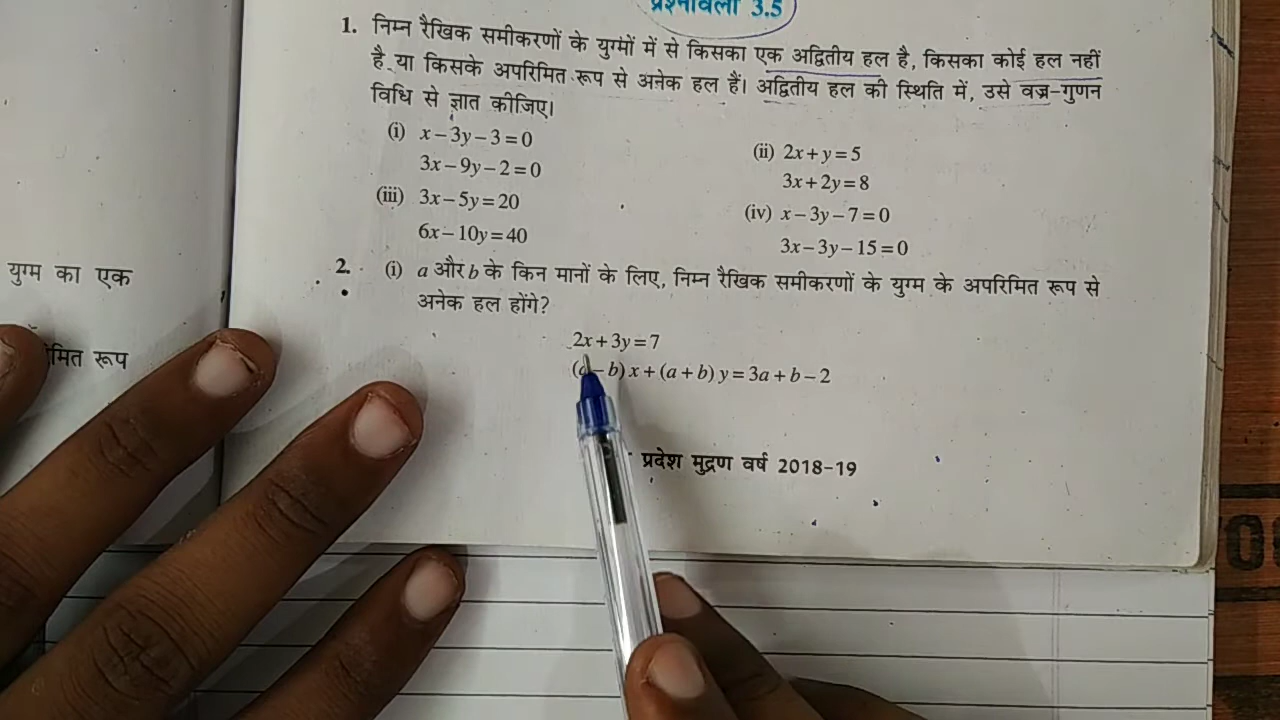 प्रश्नावली 3.5
1. निम्न रैखिक समीकरणों के युग्मों में से किसका एक अद्वितीय हल है, किसका कोई हल नहीं
है या किसके अपरिमित रूप से अनेक हल हैं। अद्वितीय हल की स्थिति में, उसे वज्र-गुणन
विधि से ज्ञात कीजिए।
(i) x – 3y – 3 = 0
(ii) 2x + y = 5
3x – 9y – 2 = 0
3x + 2y = 8
(iii) 3x – 5y = 20
(iv) x – 3y – 7 = 0
6x – 10y = 40
3x – 3y – 15 = 0
युग्म का एक
2. (i) a और b के किन मानों के लिए, निम्न रैखिक समीकरणों के युग्म के अपरिमित रूप से
अनेक हल होंगे?
2x + 3y = 7
मित रूप
(a – b) x + (a + b) y = 3a + b – 2
प्रदेश मुद्रण वर्ष 2018-19